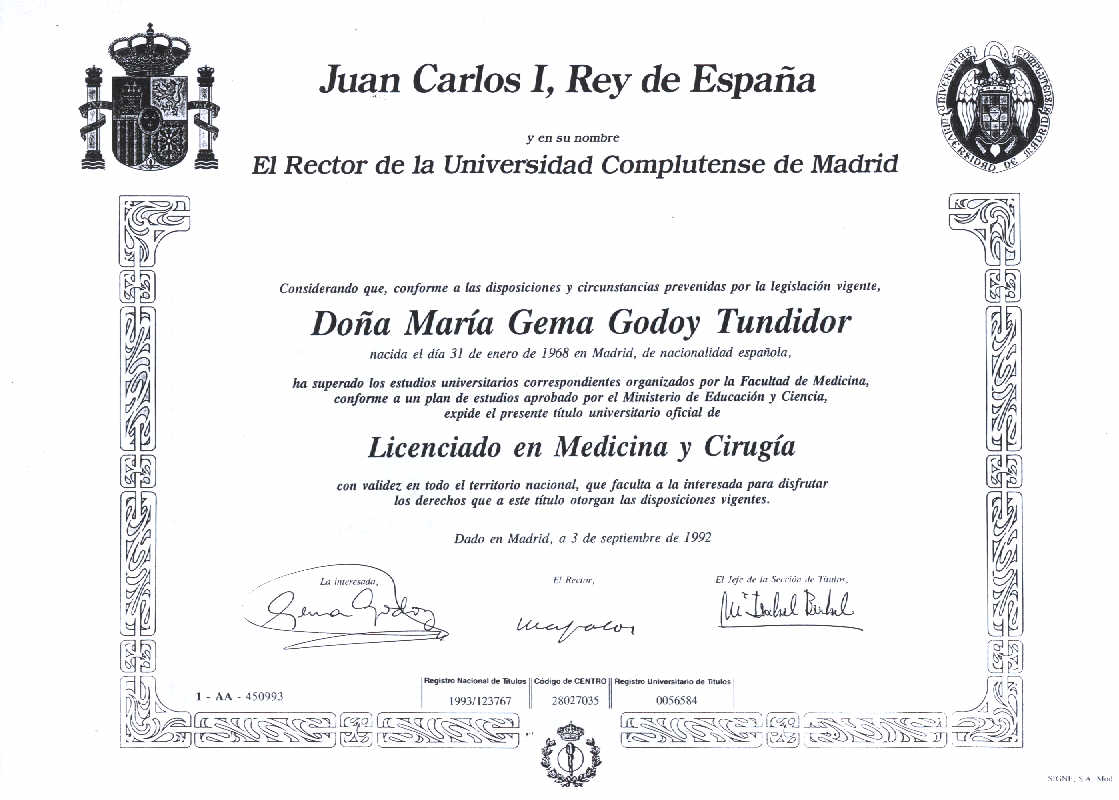 Juan Carlos I, Rey de España
y en su nombre
El Rector de la Universidad Complutense de Madrid
UNIVERSITAS COMPLUTENSIS
UNIVERSIDAD DE MADRID
Considerando que, conforme a las disposiciones y circunstancias prevenidas por la legislación vigente,
Doña María Gema Godoy Tundidor
nacida el día 31 de enero de 1968 en Madrid, de nacionalidad española,
ha superado los estudios universitarios correspondientes organizados por la Facultad de Medicina,
conforme a un plan de estudios aprobado por el Ministerio de Educación y Ciencia,
expide el presente título universitario oficial de
Licenciado en Medicina y Cirugía
con validez en todo el territorio nacional, que faculta a la interesada para disfrutar
los derechos que a este título otorgan las disposiciones vigentes.
Dado en Madrid, a 3 de septiembre de 1992
La interesada, El Rector, El Jefe de la Sección de Títulos,
Gema Godoy
Registro Nacional de Títulos Código de CENTRO Registro Universitario de Títulos
1 - AA - 450993 1993/123767 28027035 0056584
SIGNE, S.A. Mod